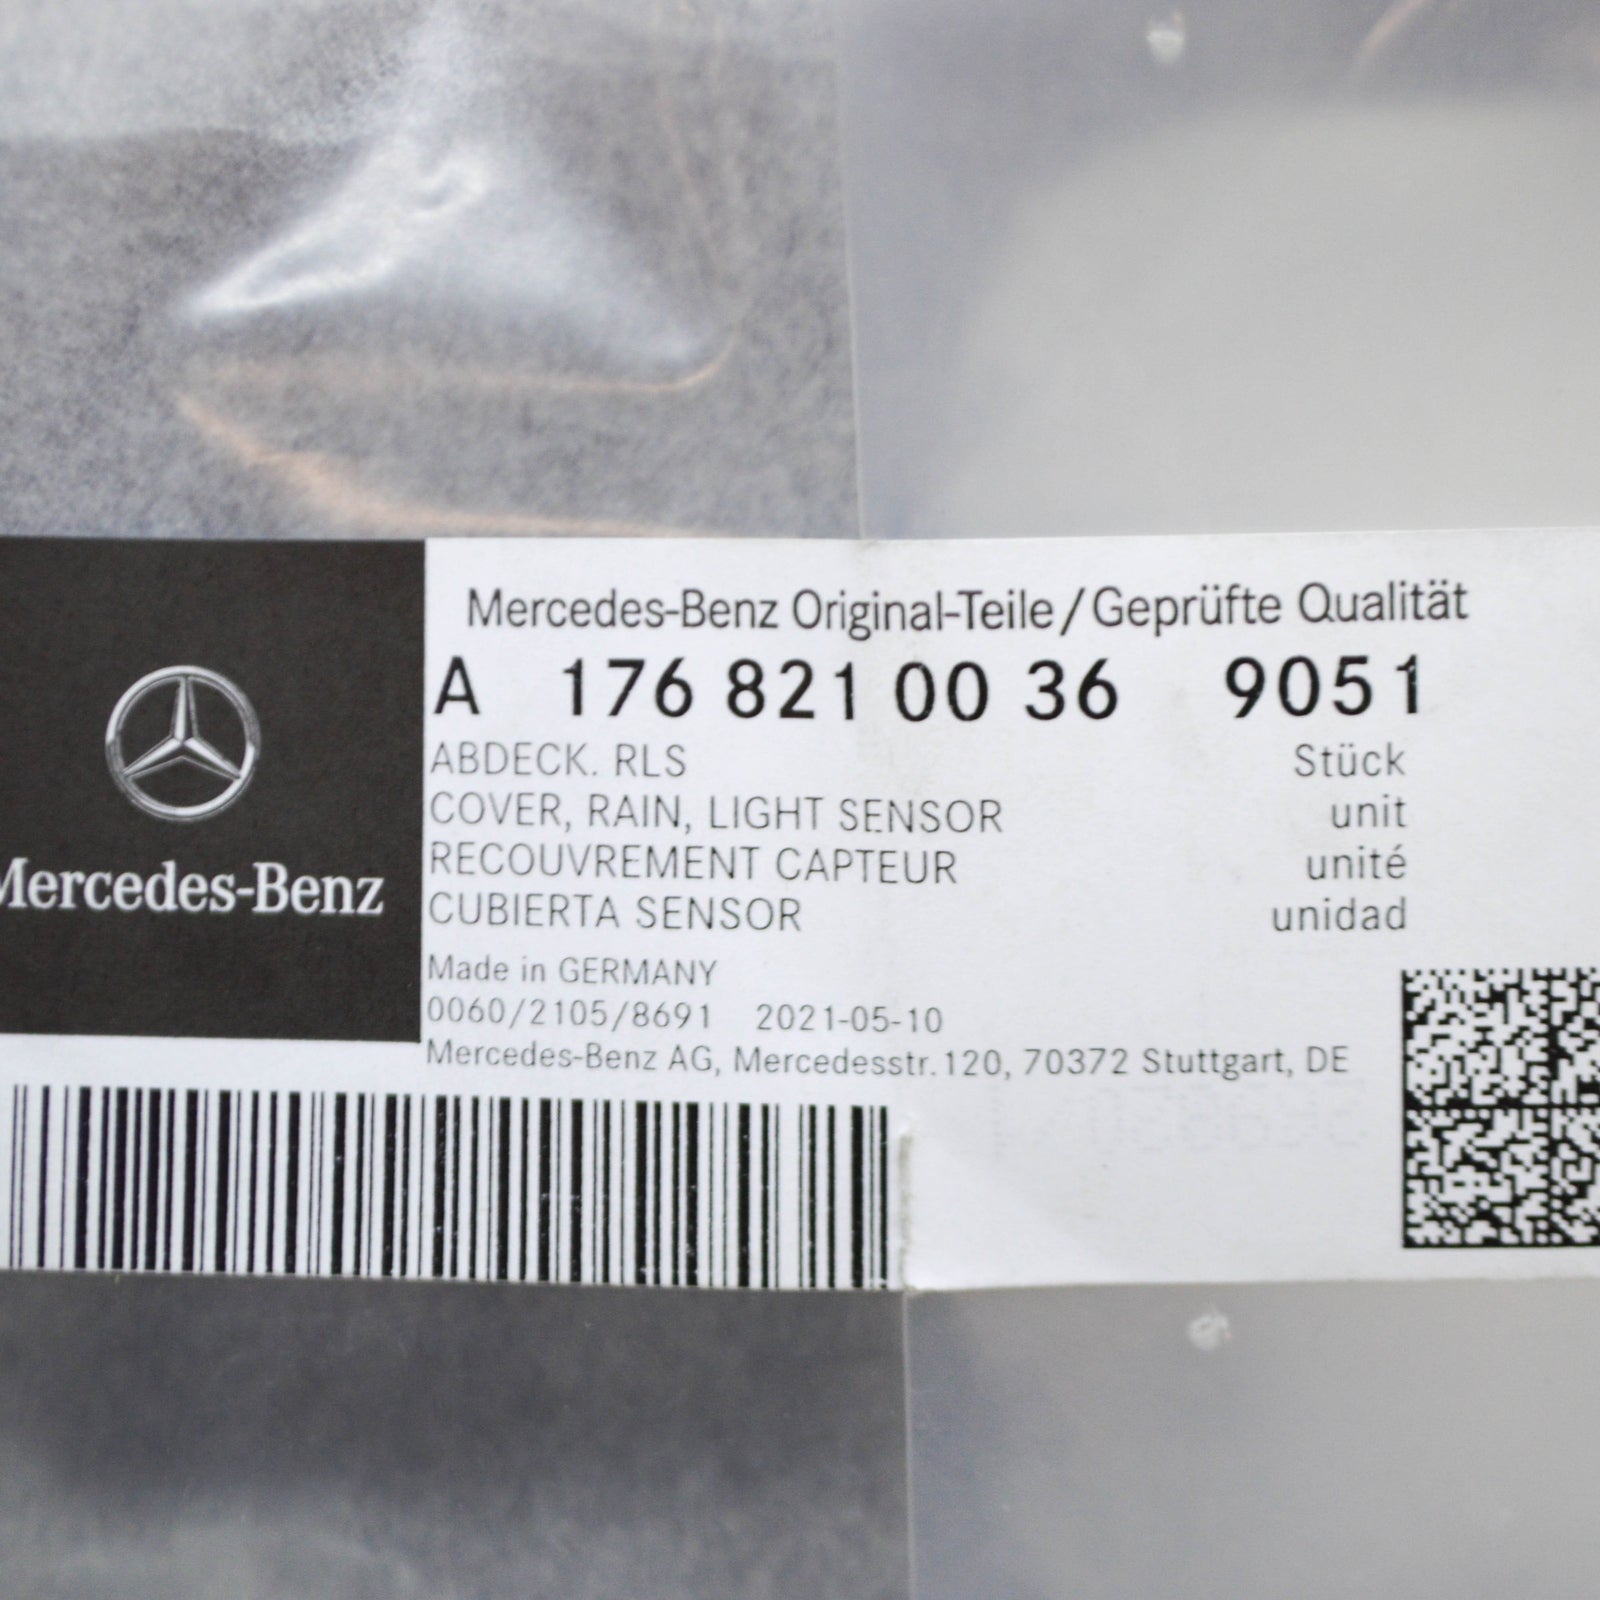 Mercedes-Benz Original-Teile/Geprüfte Qualität
A 176 821 00 36 9051
ABDECK. RLS Stück
COVER, RAIN, LIGHT SENSOR unit
RECOUVREMENT CAPTEUR unité
CUBIERTA SENSOR unidad
Mercedes-Benz
Made in GERMANY
0060/2105/8691 2021-05-10
Mercedes-Benz AG, Mercedesstr.120, 70372 Stuttgart, DE